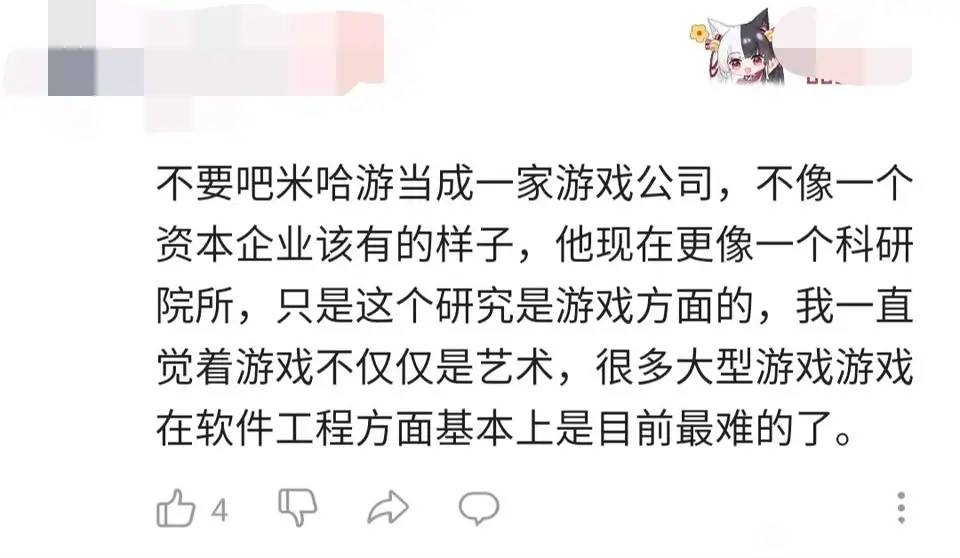 不要吧米哈游当成一家游戏公司，不像一个
资本企业该有的样子，他现在更像一个科研
院所，只是这个研究是游戏方面的，我一直
觉着游戏不仅仅是艺术，很多大型游戏游戏
在软件工程方面基本上是目前最难的了。
4